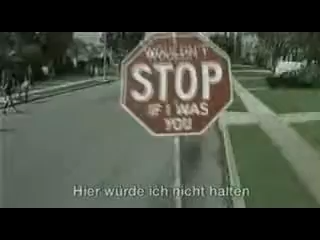 WOULDN'T
STOP
IF I WAS
YOU
Hier würde ich nicht halten